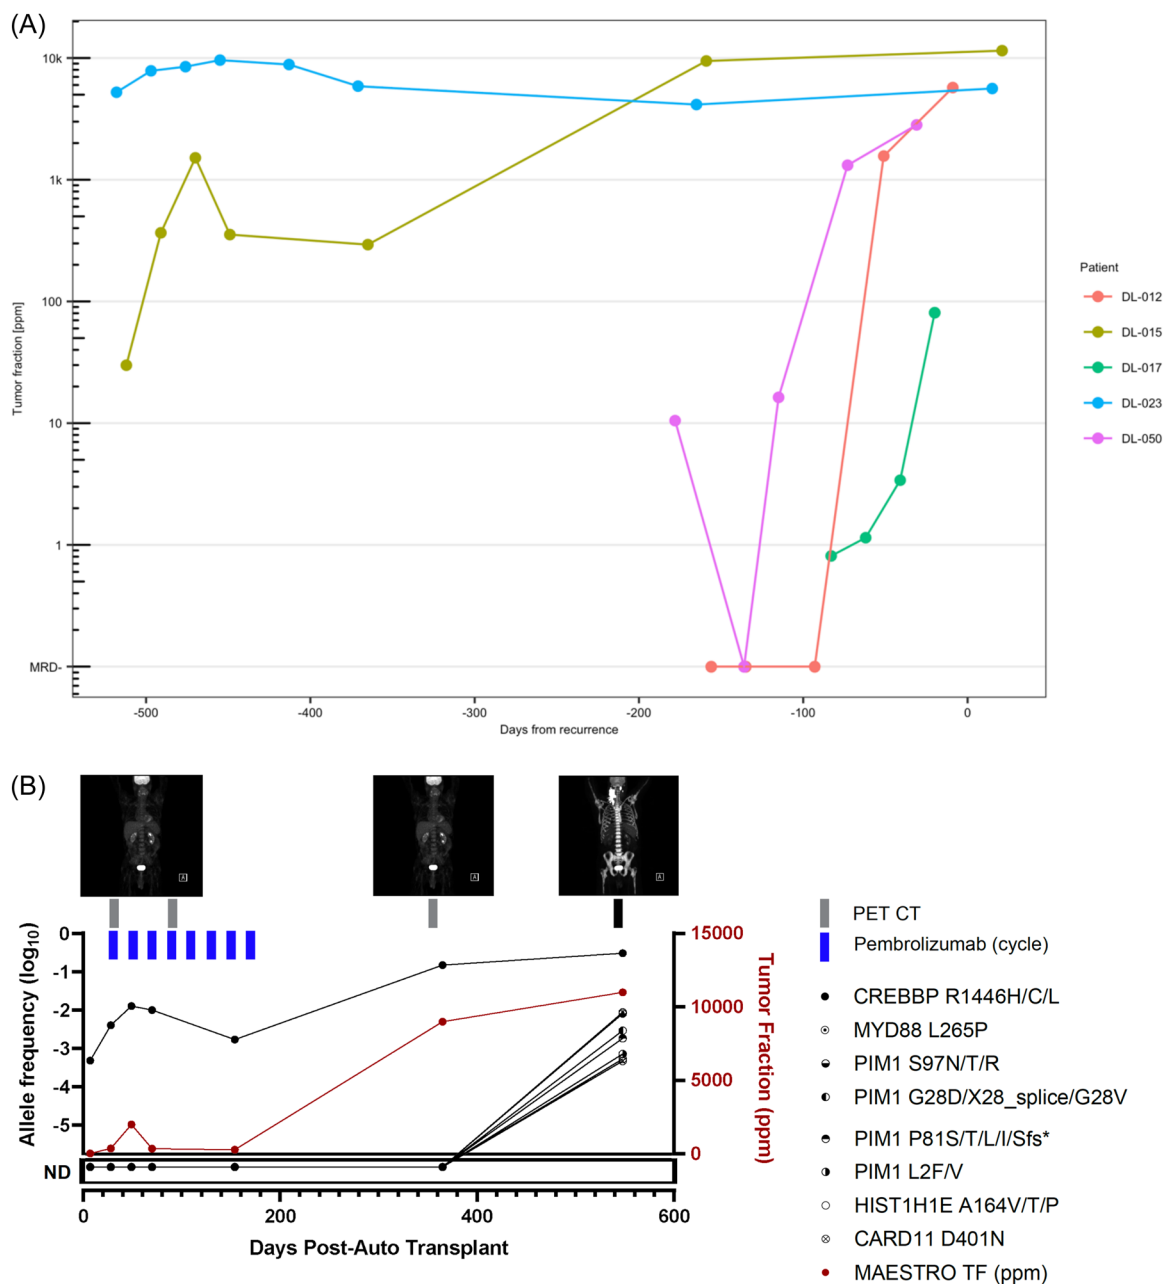 (A)
10k
1k
100
10
1
MRD-
Tumor fraction [ppm]
-500
-400
-300
-200
-100
0
Days from recurrence
Patient
DL-012
DL-015
DL-017
DL-023
DL-050
(B)
A
A
A
PET CT
Pembrolizumab (cycle)
0
-1
-2
-3
-4
-5
ND
Allele frequency (log10)
15000
10000
5000
0
Tumor Fraction (ppm)
0
200
400
600
Days Post-Auto Transplant
CREBBP R1446H/C/L
MYD88 L265P
PIM1 S97N/T/R
PIM1 G28D/X28_splice/G28V
PIM1 P81S/T/L/I/Sfs*
PIM1 L2F/V
HIST1H1E A164V/T/P
CARD11 D401N
MAESTRO TF (ppm)